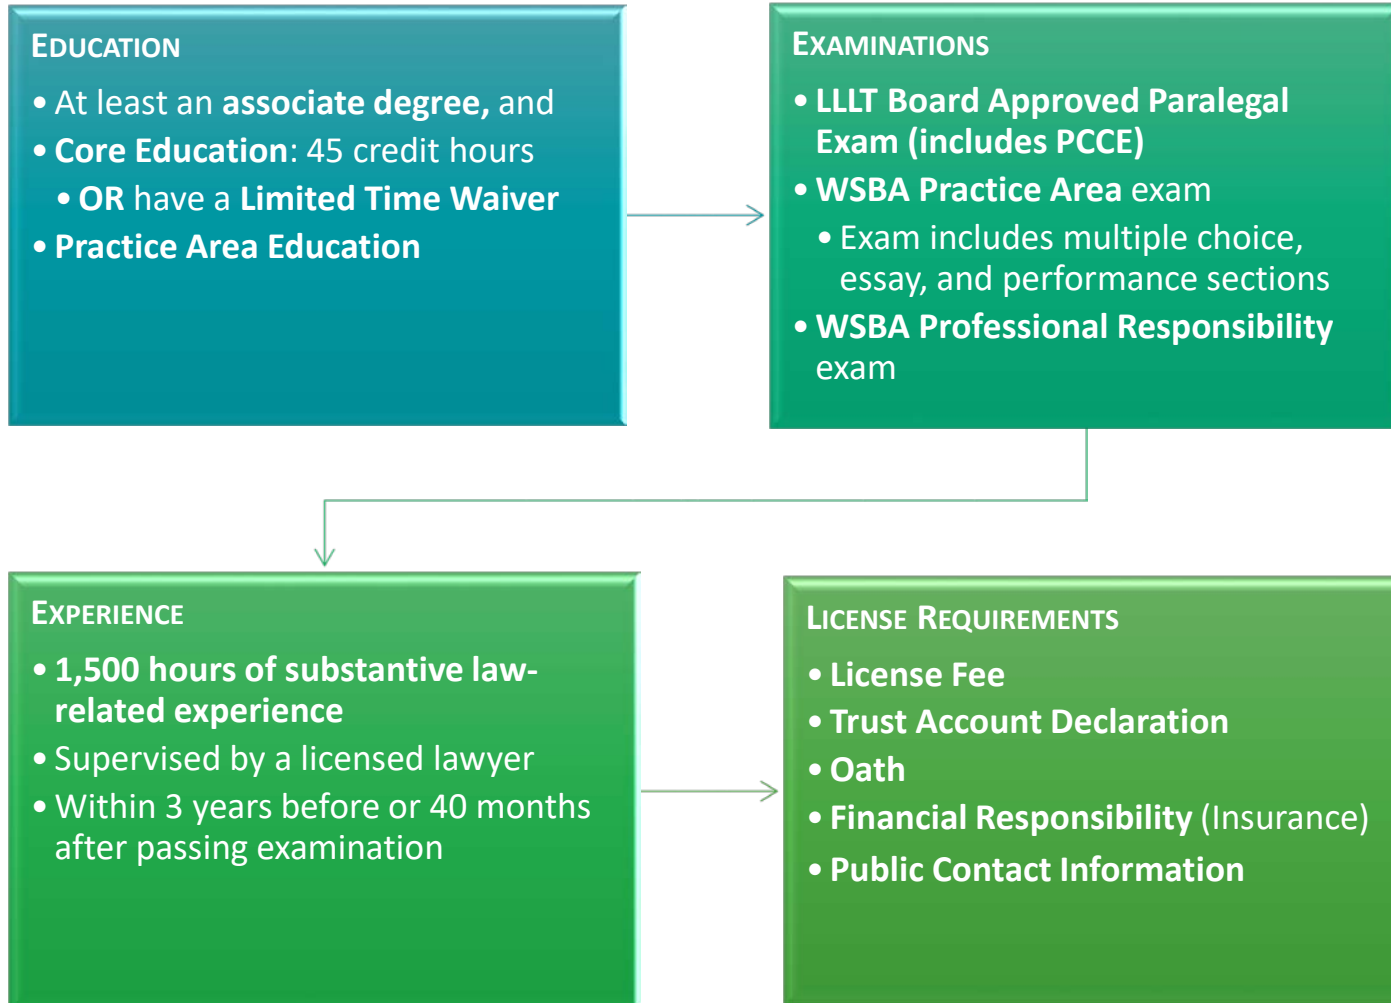 EDUCATION
• At least an associate degree, and
• Core Education: 45 credit hours
• OR have a Limited Time Waiver
• Practice Area Education
EXAMINATIONS
• LLLT Board Approved Paralegal
Exam (includes PCCE)
• WSBA Practice Area exam
• Exam includes multiple choice,
essay, and performance sections
• WSBA Professional Responsibility
exam
EXPERIENCE
• 1,500 hours of substantive law-
related experience
• Supervised by a licensed lawyer
• Within 3 years before or 40 months
after passing examination
LICENSE REQUIREMENTS
• License Fee
• Trust Account Declaration
• Oath
• Financial Responsibility (Insurance)
• Public Contact Information